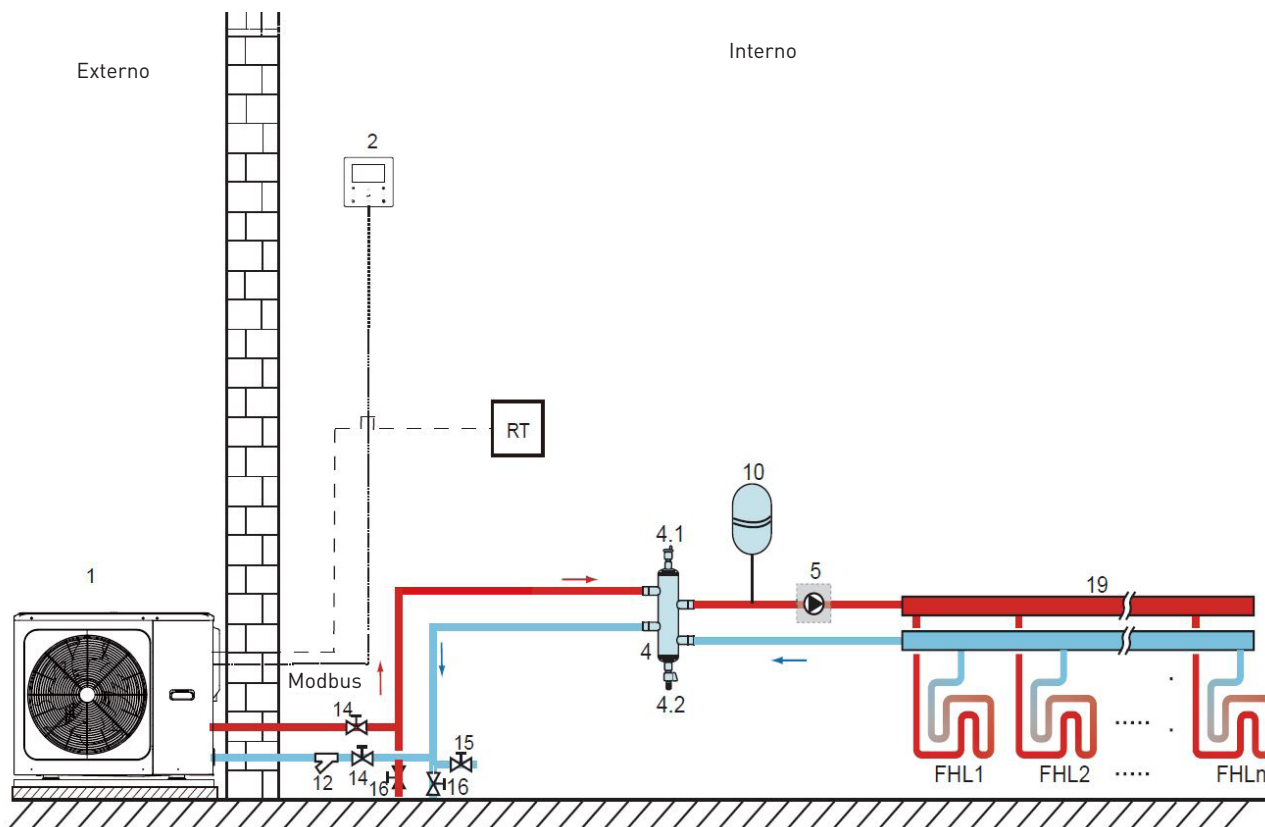 Externo
Interno
2
RT
10
4.1
1
5
19
4
Modbus
4.2
14
15
12
14
16
16
FHL1
FHL2
.....
.....
FHLn